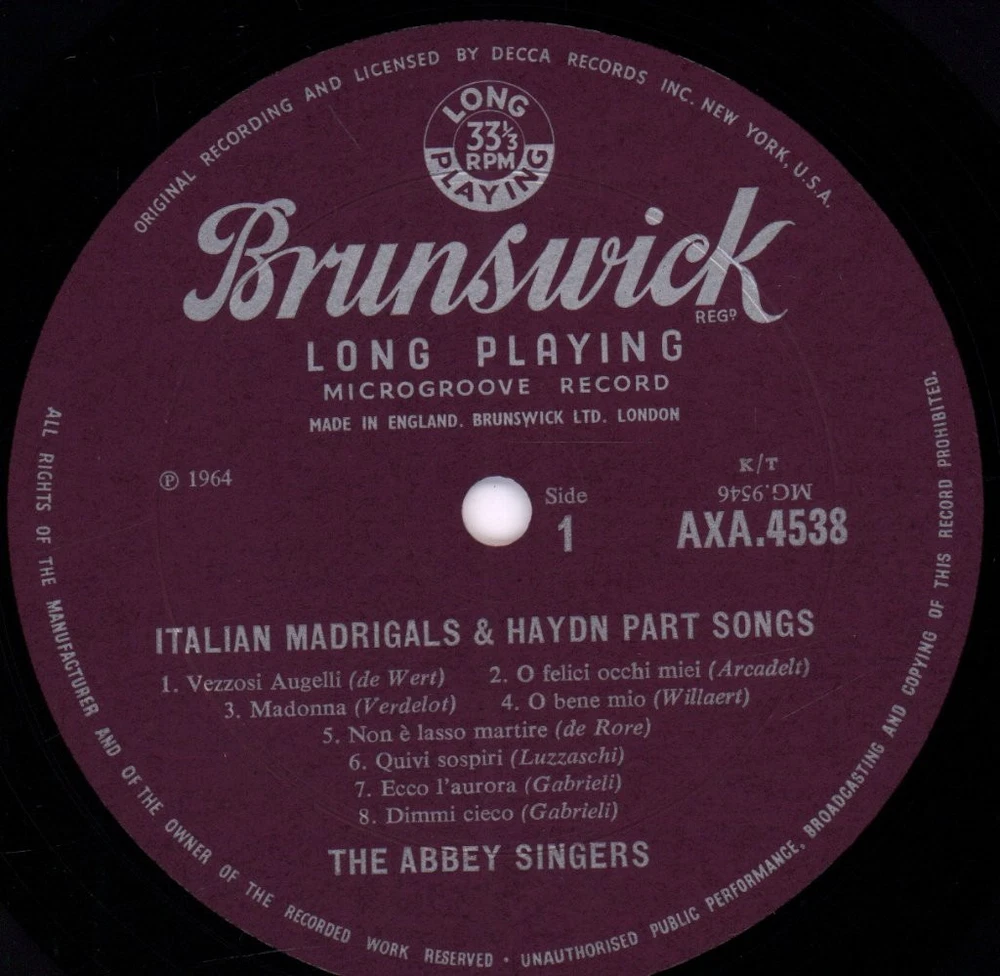 ORIGINAL RECORDING AND LICENSED BY DECCA RECORDS INC. NEW YORK, U.S.A.
LONG
33⅓
RPM
PLAYING
Brunswick
REGD
LONG PLAYING
MICROGROOVE RECORD
MADE IN ENGLAND. BRUNSWICK LTD. LONDON
℗ 1964
Side
1
K/T
MG.9546
AXA.4538
ITALIAN MADRIGALS & HAYDN PART SONGS
1. Vezzosi Augelli (de Wert) 2. O felici occhi miei (Arcadelt)
3. Madonna (Verdelot) 4. O bene mio (Willaert)
5. Non è lasso martire (de Rore)
6. Quivi sospiri (Luzzaschi)
7. Ecco l'aurora (Gabrieli)
8. Dimmi cieco (Gabrieli)
THE ABBEY SINGERS
ALL RIGHTS OF THE MANUFACTURER AND OF THE OWNER OF THE RECORDED WORK RESERVED · UNAUTHORISED PUBLIC PERFORMANCE, BROADCASTING AND COPYING OF THIS RECORD PROHIBITED.